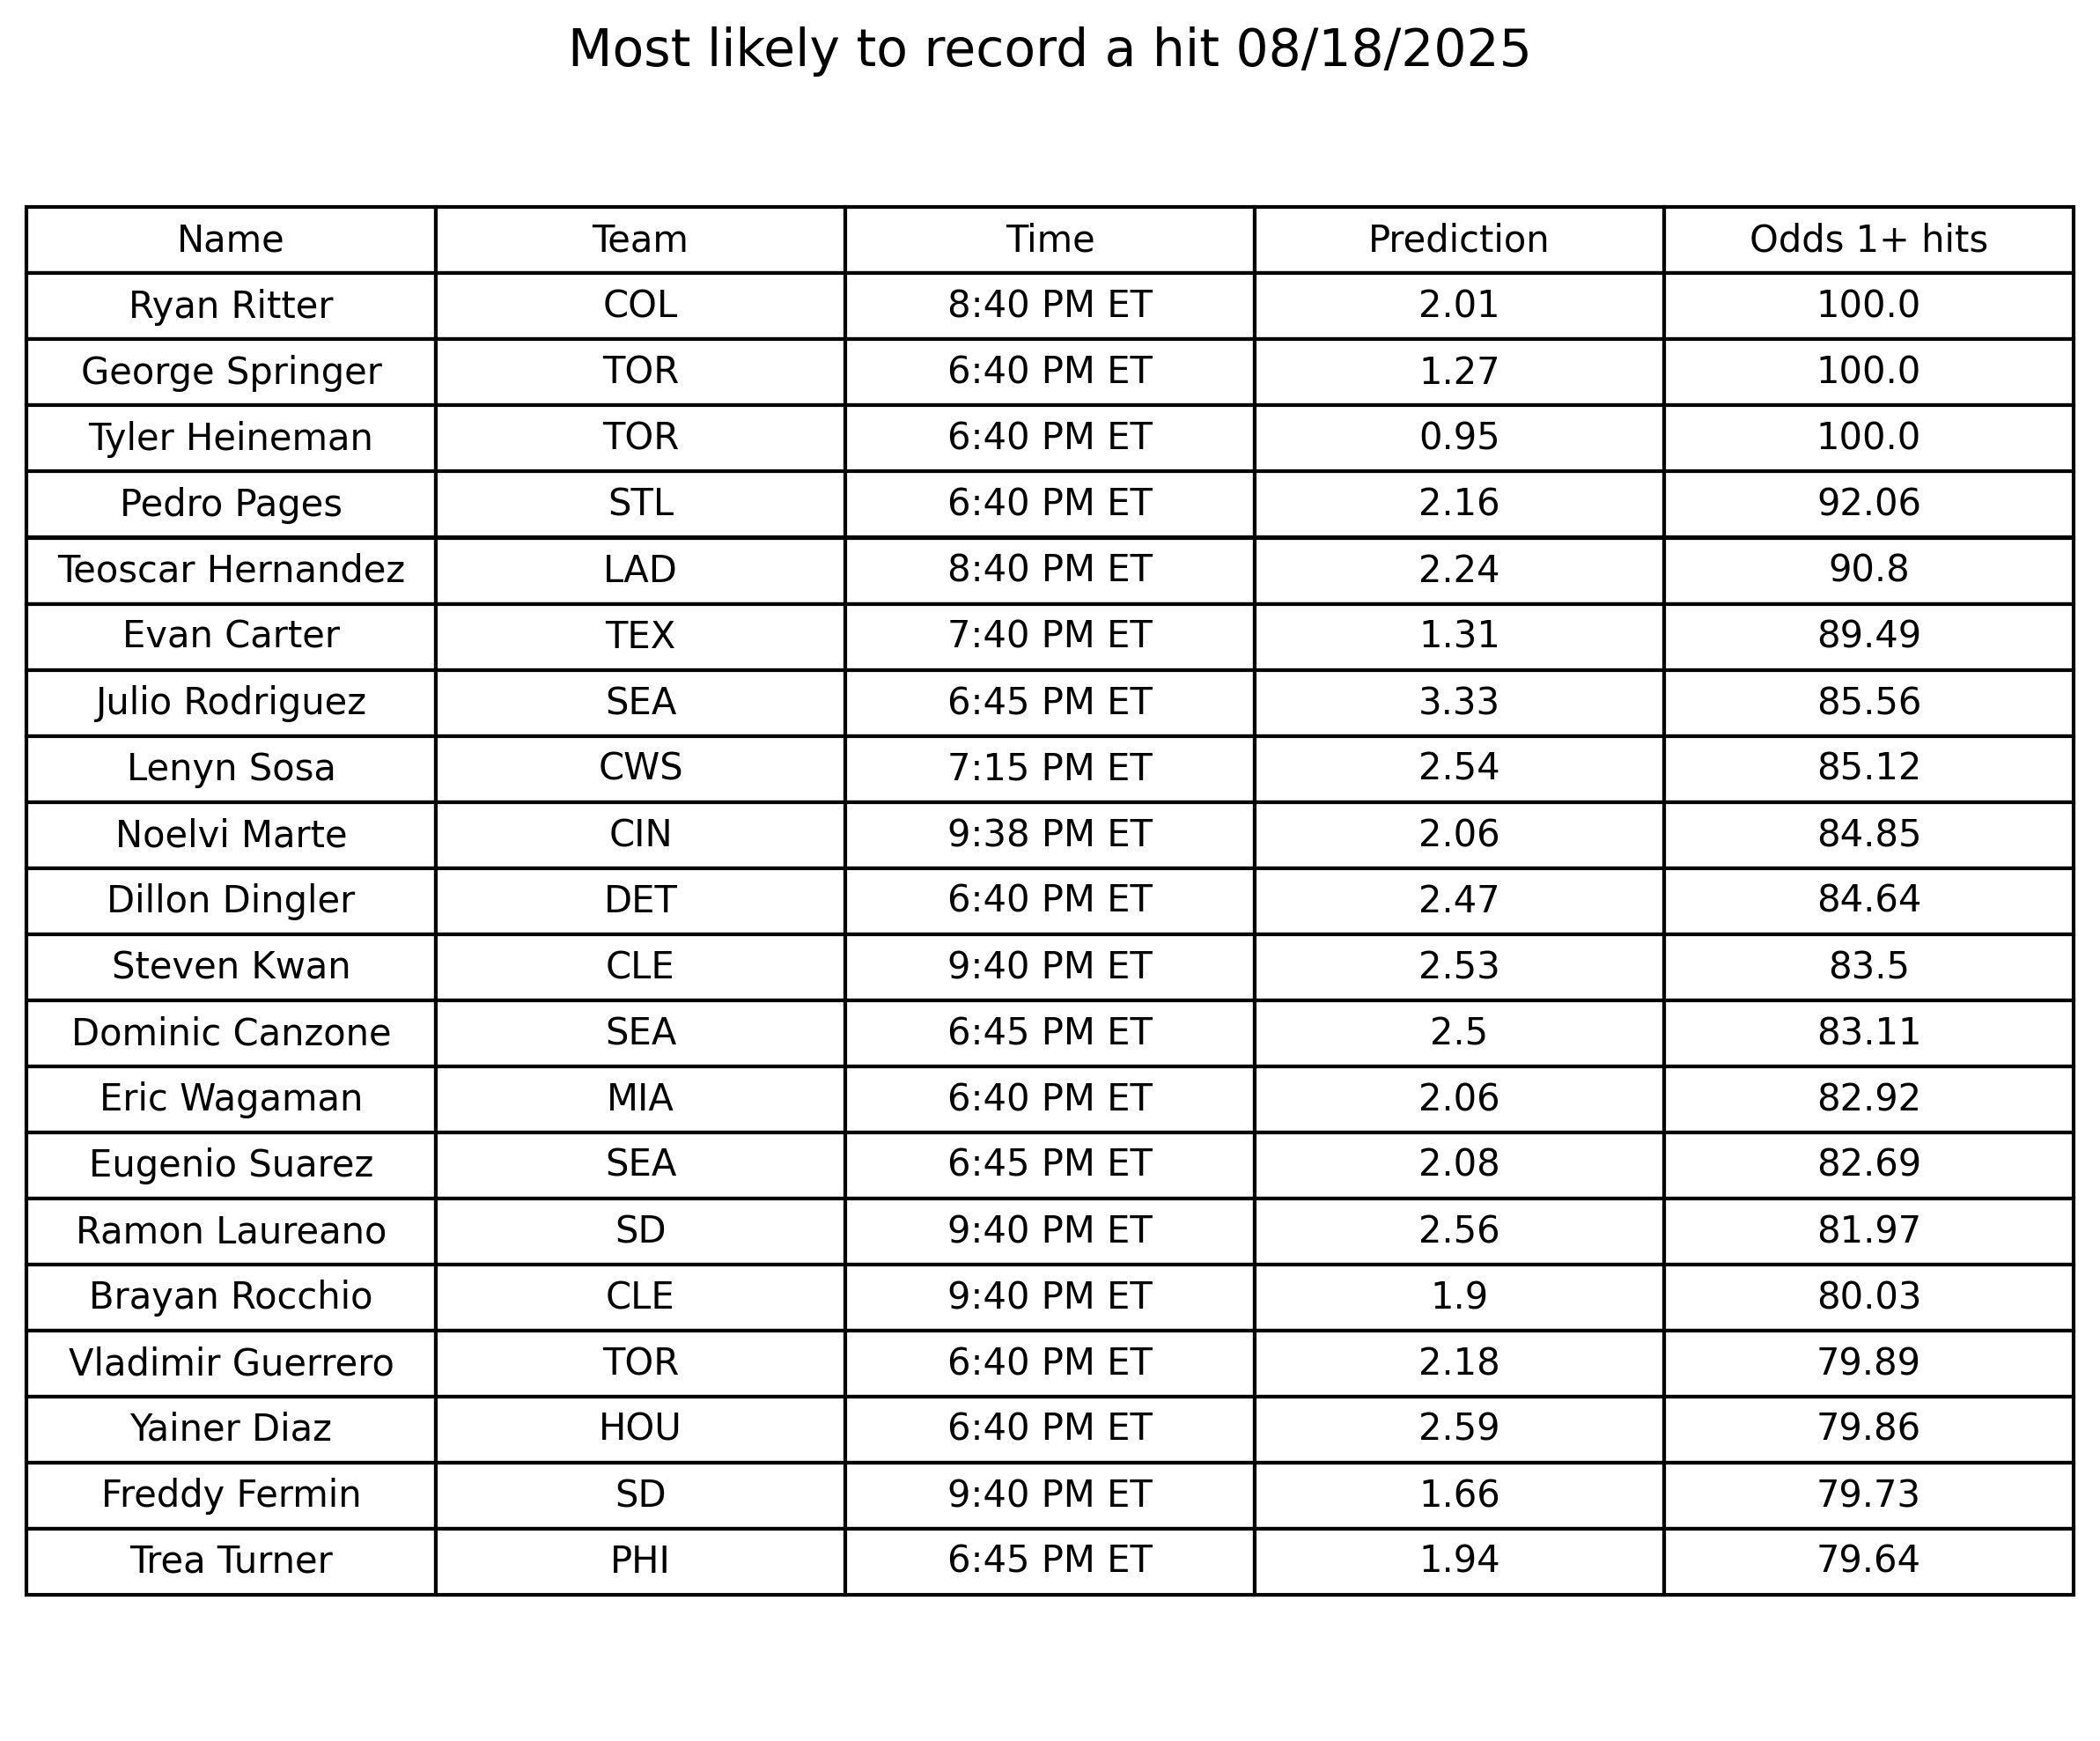 Most likely to record a hit 08/18/2025
Name Team Time Prediction Odds 1+ hits
Ryan Ritter COL 8:40 PM ET 2.01 100.0
George Springer TOR 6:40 PM ET 1.27 100.0
Tyler Heineman TOR 6:40 PM ET 0.95 100.0
Pedro Pages STL 6:40 PM ET 2.16 92.06
Teoscar Hernandez LAD 8:40 PM ET 2.24 90.8
Evan Carter TEX 7:40 PM ET 1.31 89.49
Julio Rodriguez SEA 6:45 PM ET 3.33 85.56
Lenyn Sosa CWS 7:15 PM ET 2.54 85.12
Noelvi Marte CIN 9:38 PM ET 2.06 84.85
Dillon Dingler DET 6:40 PM ET 2.47 84.64
Steven Kwan CLE 9:40 PM ET 2.53 83.5
Dominic Canzone SEA 6:45 PM ET 2.5 83.11
Eric Wagaman MIA 6:40 PM ET 2.06 82.92
Eugenio Suarez SEA 6:45 PM ET 2.08 82.69
Ramon Laureano SD 9:40 PM ET 2.56 81.97
Brayan Rocchio CLE 9:40 PM ET 1.9 80.03
Vladimir Guerrero TOR 6:40 PM ET 2.18 79.89
Yainer Diaz HOU 6:40 PM ET 2.59 79.86
Freddy Fermin SD 9:40 PM ET 1.66 79.73
Trea Turner PHI 6:45 PM ET 1.94 79.64